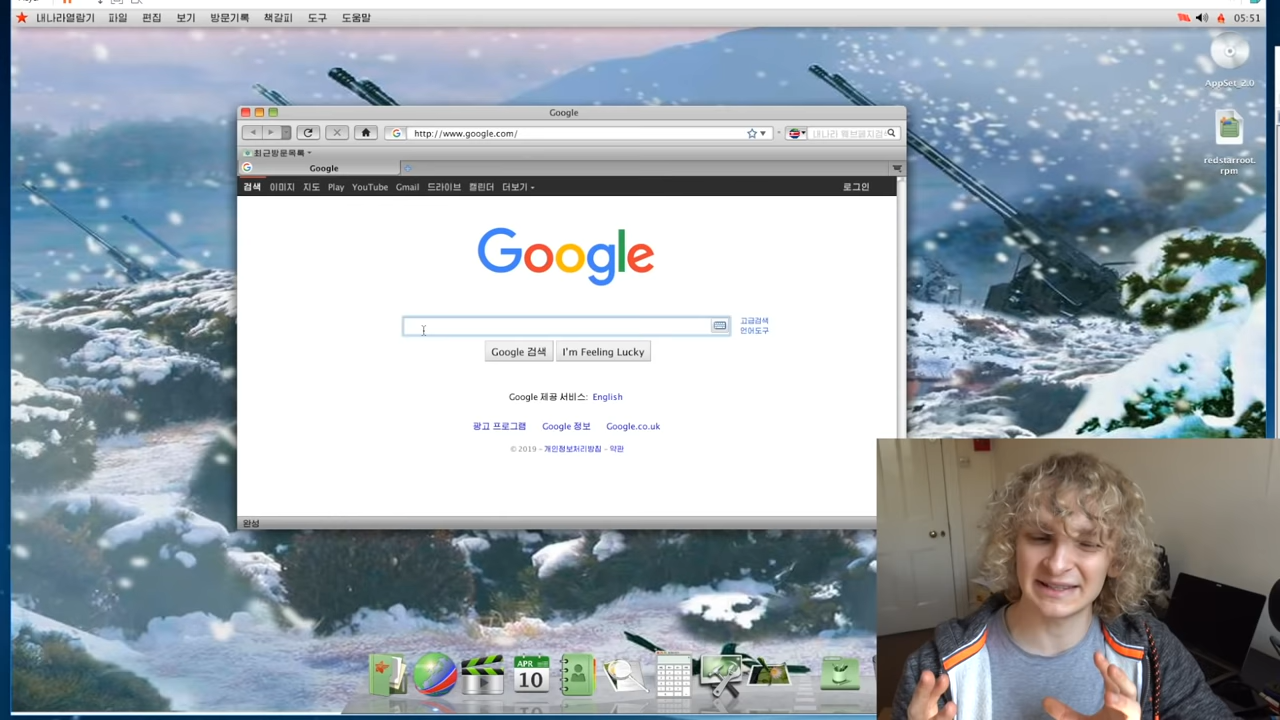 내나라열람기 파일 편집 보기 방문기록 책갈피 도구 도움말 05:51
AppSet_2.0
redstarroot.
rpm
Google
http://www.google.com/
최근방문목록
Google
검색 이미지 지도 Play YouTube Gmail 드라이브 캘린더 더보기 로그인
Google
고급검색
언어도구
Google 검색 I'm Feeling Lucky
Google 제공 서비스: English
광고 프로그램 Google 정보 Google.co.uk
© 2019 - 개인정보처리방침 - 약관
완성
APR
10